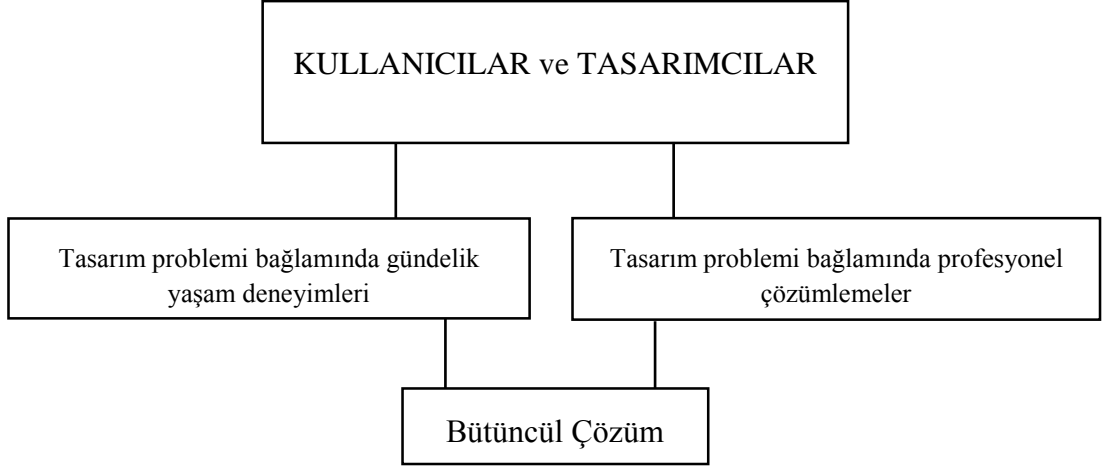 KULLANICILAR ve TASARIMCILAR
Tasarım problemi bağlamında gündelik
yaşam deneyimleri
Tasarım problemi bağlamında profesyonel
çözümlemeler
Bütüncül Çözüm